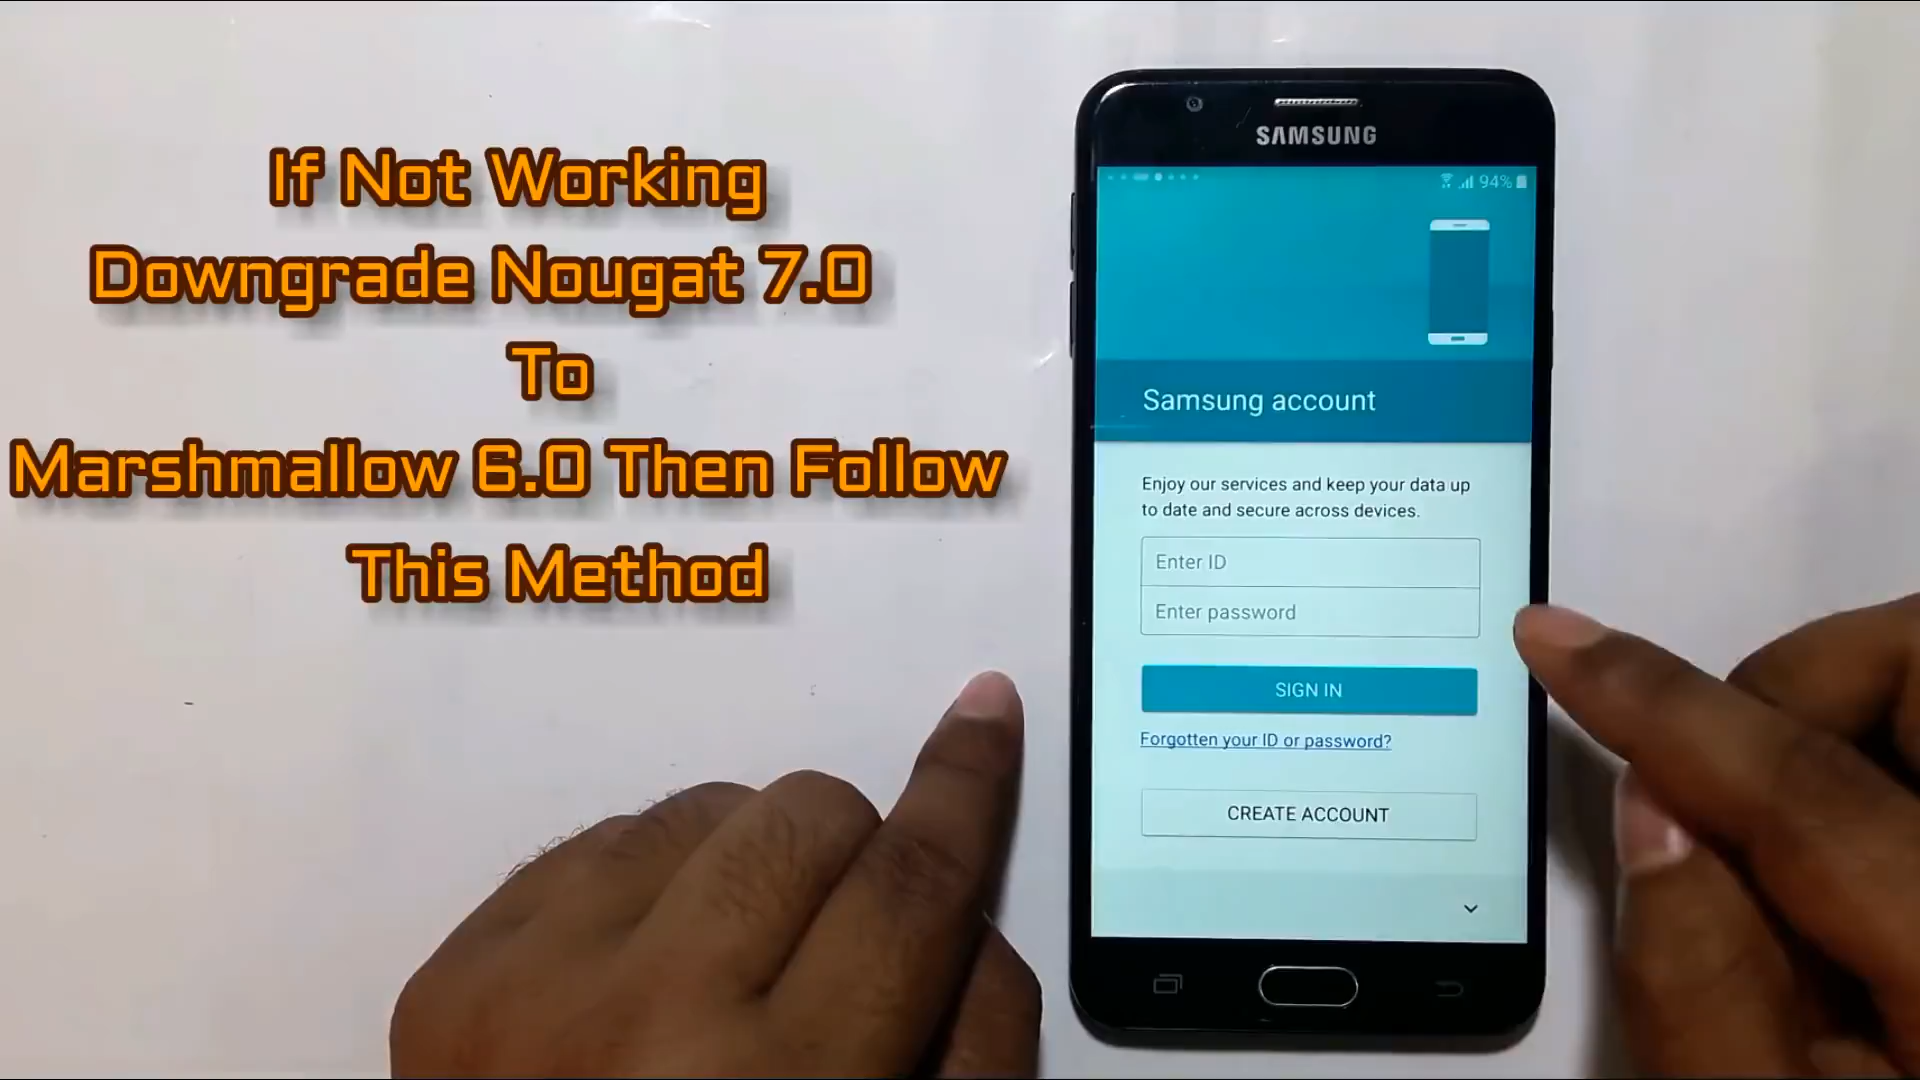 If Not Working
Downgrade Nougat 7.0
To
Marshmallow 6.0 Then Follow
This Method
SAMSUNG
94%
Samsung account
Enjoy our services and keep your data up
to date and secure across devices.
Enter ID
Enter password
SIGN IN
Forgotten your ID or password?
CREATE ACCOUNT